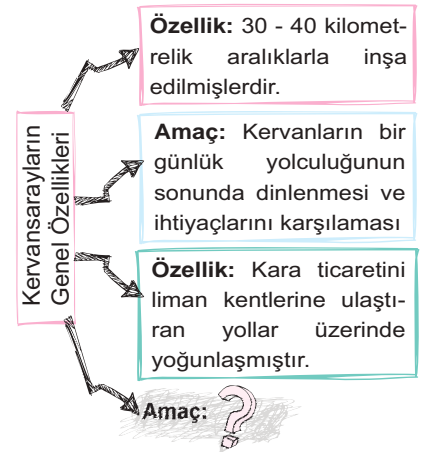 Kervansarayların
Genel Özellikleri
Özellik: 30 - 40 kilomet-
relik aralıklarla inşa
edilmişlerdir.
Amaç: Kervanların bir
günlük yolculuğunun
sonunda dinlenmesi ve
ihtiyaçlarını karşılaması
Özellik: Kara ticaretini
liman kentlerine ulaştı-
ran yollar üzerinde
yoğunlaşmıştır.
Amaç: ?